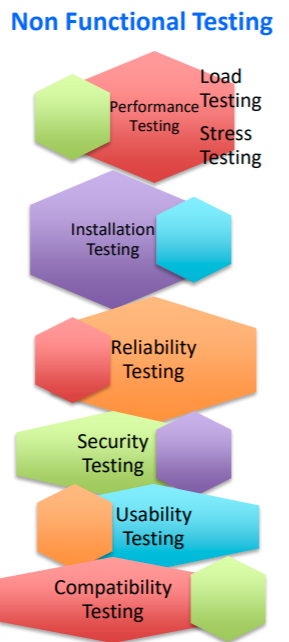 Non Functional Testing
Performance
Testing
Load
Testing
Stress
Testing
Installation
Testing
Reliability
Testing
Security
Testing
Usability
Testing
Compatibility
Testing